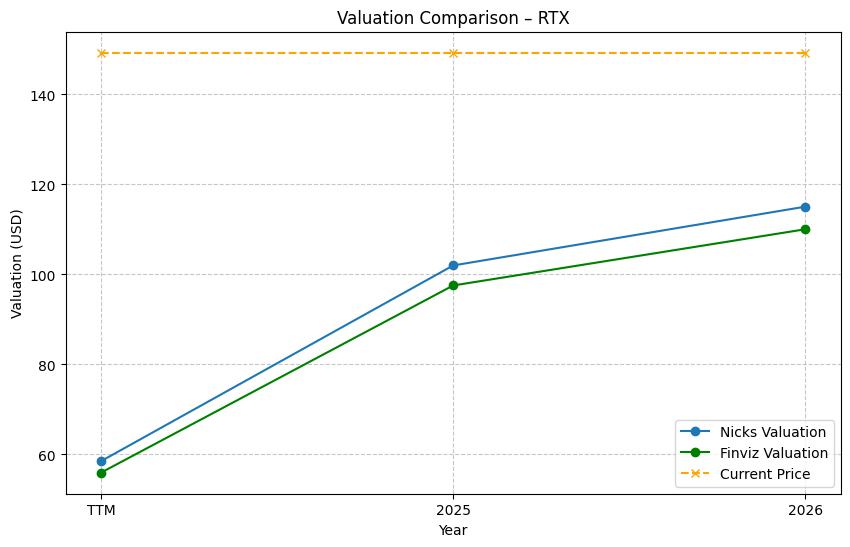 Valuation Comparison – RTX
Valuation (USD)
140
120
100
80
60
TTM
2025
2026
Year
Nicks Valuation
Finviz Valuation
Current Price